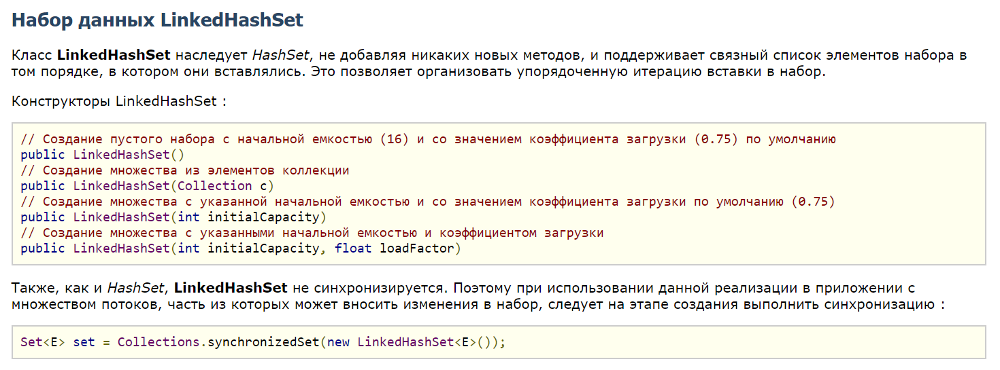 Набор данных LinkedHashSet
Класс LinkedHashSet наследует HashSet, не добавляя никаких новых методов, и поддерживает связный список элементов набора в
том порядке, в котором они вставлялись. Это позволяет организовать упорядоченную итерацию вставки в набор.
Конструкторы LinkedHashSet :
// Создание пустого набора с начальной емкостью (16) и со значением коэффициента загрузки (0.75) по умолчанию
public LinkedHashSet()
// Создание множества из элементов коллекции
public LinkedHashSet(Collection c)
// Создание множества с указанной начальной емкостью и со значением коэффициента загрузки по умолчанию (0.75)
public LinkedHashSet(int initialCapacity)
// Создание множества с указанными начальной емкостью и коэффициентом загрузки
public LinkedHashSet(int initialCapacity, float loadFactor)
Также, как и HashSet, LinkedHashSet не синхронизируется. Поэтому при использовании данной реализации в приложении с
множеством потоков, часть из которых может вносить изменения в набор, следует на этапе создания выполнить синхронизацию :
Set<E> set = Collections.synchronizedSet(new LinkedHashSet<E>());